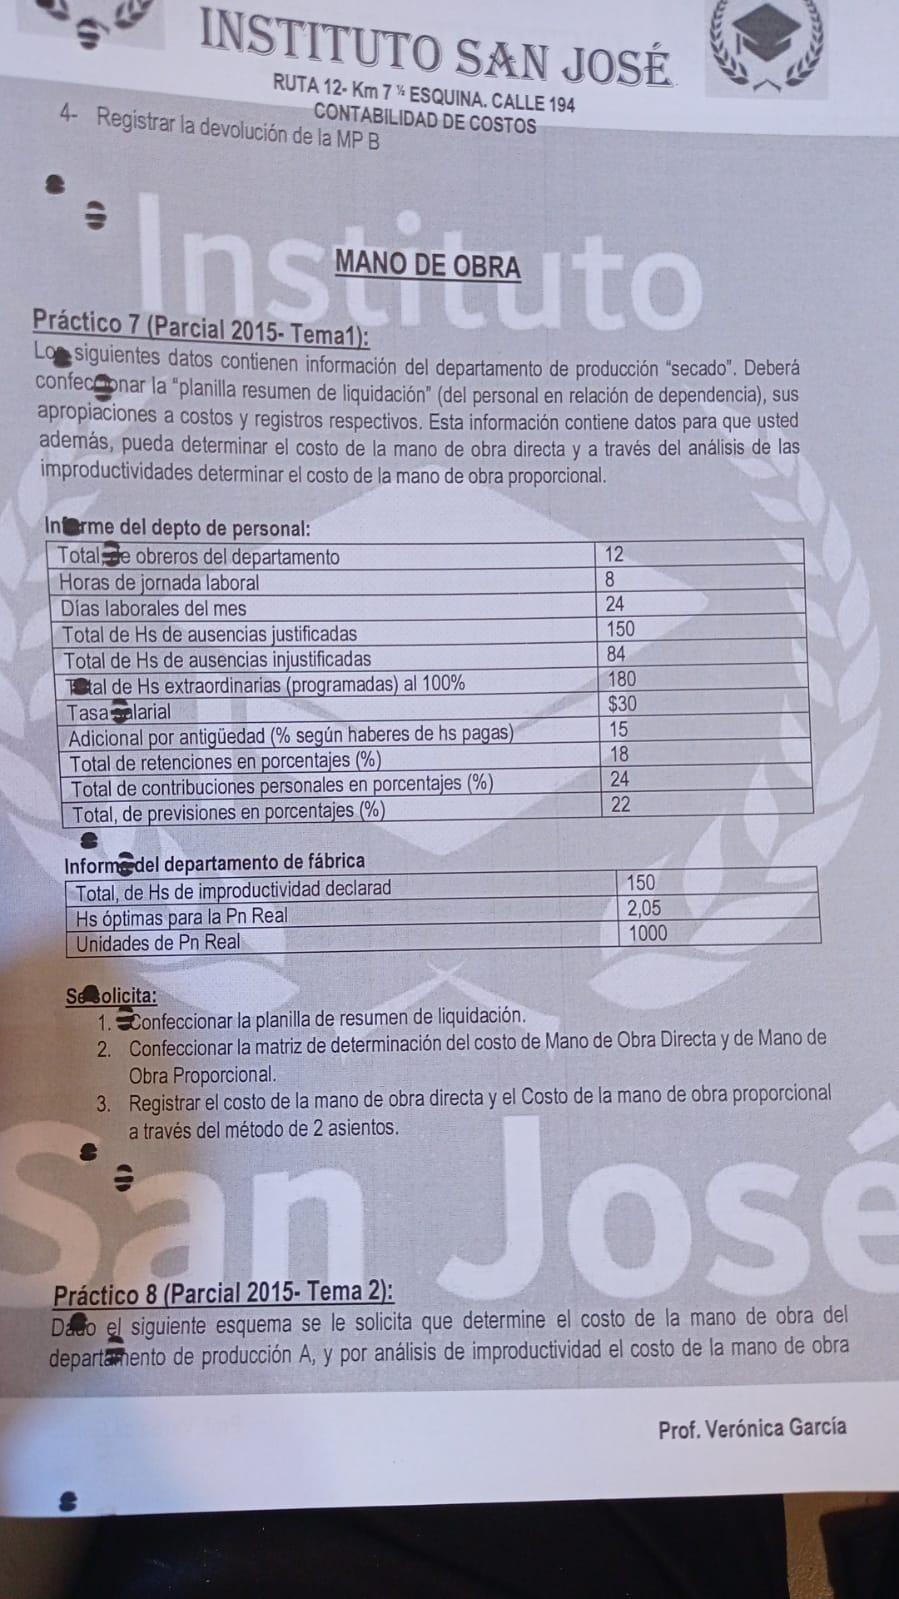 INSTITUTO SAN JOSÉ
RUTA 12- Km 7 ½ ESQUINA. CALLE 194
CONTABILIDAD DE COSTOS
4- Registrar la devolución de la MP B
Instituto
MANO DE OBRA
Práctico 7 (Parcial 2015- Tema1):
Los siguientes datos contienen información del departamento de producción “secado”. Deberá
confeccionar la “planilla resumen de liquidación” (del personal en relación de dependencia), sus
apropiaciones a costos y registros respectivos. Esta información contiene datos para que usted
además, pueda determinar el costo de la mano de obra directa y a través del análisis de las
improductividades determinar el costo de la mano de obra proporcional.
Informe del depto de personal:
Total, de obreros del departamento 12
Horas de jornada laboral 8
Días laborales del mes 24
Total de Hs de ausencias justificadas 150
Total de Hs de ausencias injustificadas 84
Total de Hs extraordinarias (programadas) al 100% 180
Tasa salarial $30
Adicional por antigüedad (% según haberes de hs pagas) 15
Total de retenciones en porcentajes (%) 18
Total de contribuciones personales en porcentajes (%) 24
Total, de previsiones en porcentajes (%) 22
Informe del departamento de fábrica
Total, de Hs de improductividad declarad 150
Hs óptimas para la Pn Real 2,05
Unidades de Pn Real 1000
Se solicita:
1. Confeccionar la planilla de resumen de liquidación.
2. Confeccionar la matriz de determinación del costo de Mano de Obra Directa y de Mano de
Obra Proporcional.
3. Registrar el costo de la mano de obra directa y el Costo de la mano de obra proporcional
a través del método de 2 asientos.
San José
Práctico 8 (Parcial 2015- Tema 2):
Dado el siguiente esquema se le solicita que determine el costo de la mano de obra del
departamento de producción A, y por análisis de improductividad el costo de la mano de obra
Prof. Verónica García